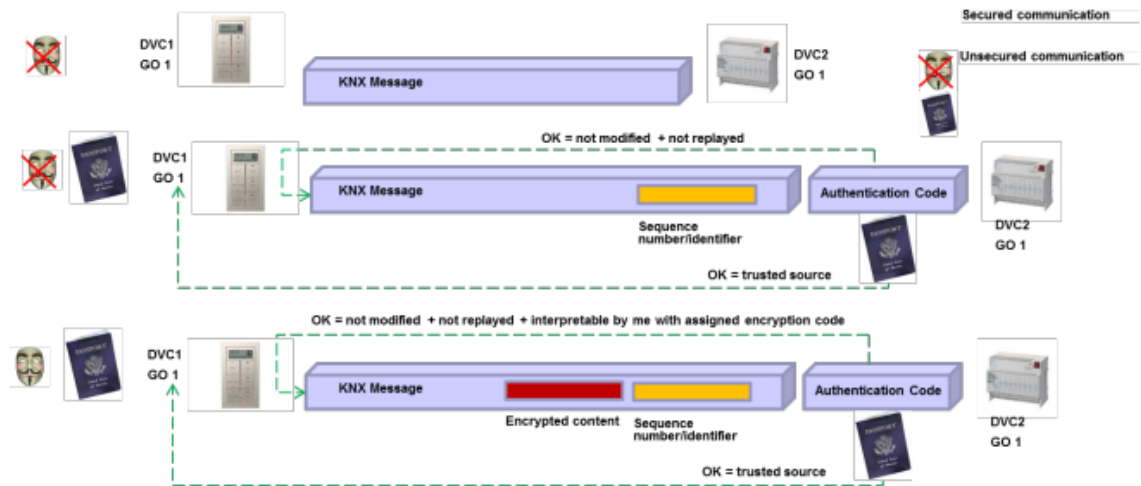 Secured communication
DVC1
GO 1
KNX Message
DVC2
GO 1
Unsecured communication
OK = not modified + not replayed
DVC1
GO 1
KNX Message
Sequence
number/identifier
Authentication Code
DVC2
GO 1
PASSPORT
OK = trusted source
OK = not modified + not replayed + interpretable by me with assigned encryption code
DVC1
GO 1
KNX Message
Encrypted content
Sequence
number/identifier
Authentication Code
DVC2
GO 1
PASSPORT
OK = trusted source